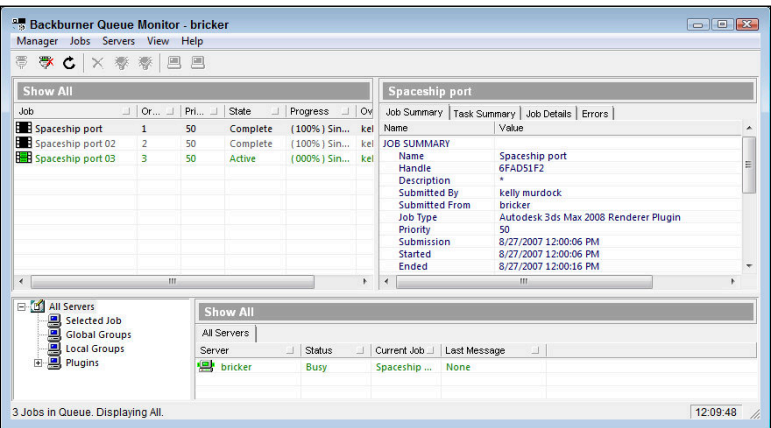 Backburner Queue Monitor - bricker
Manager Jobs Servers View Help
Show All
Job Or... Pri... State Progress Ov
Spaceship port 1 50 Complete (100%) Sin... kel
Spaceship port 02 2 50 Complete (100%) Sin... kel
Spaceship port 03 3 50 Active (000%) Sin... kel
Spaceship port
Job Summary Task Summary Job Details Errors
Name Value
JOB SUMMARY
Name Spaceship port
Handle 6FAD51F2
Description *
Submitted By kelly murdock
Submitted From bricker
Job Type Autodesk 3ds Max 2008 Renderer Plugin
Priority 50
Submission 8/27/2007 12:00:06 PM
Started 8/27/2007 12:00:06 PM
Ended 8/27/2007 12:00:16 PM
All Servers
Selected Job
Global Groups
Local Groups
Plugins
Show All
All Servers
Server Status Current Job Last Message
bricker Busy Spaceship ... None
3 Jobs in Queue. Displaying All.
12:09:48